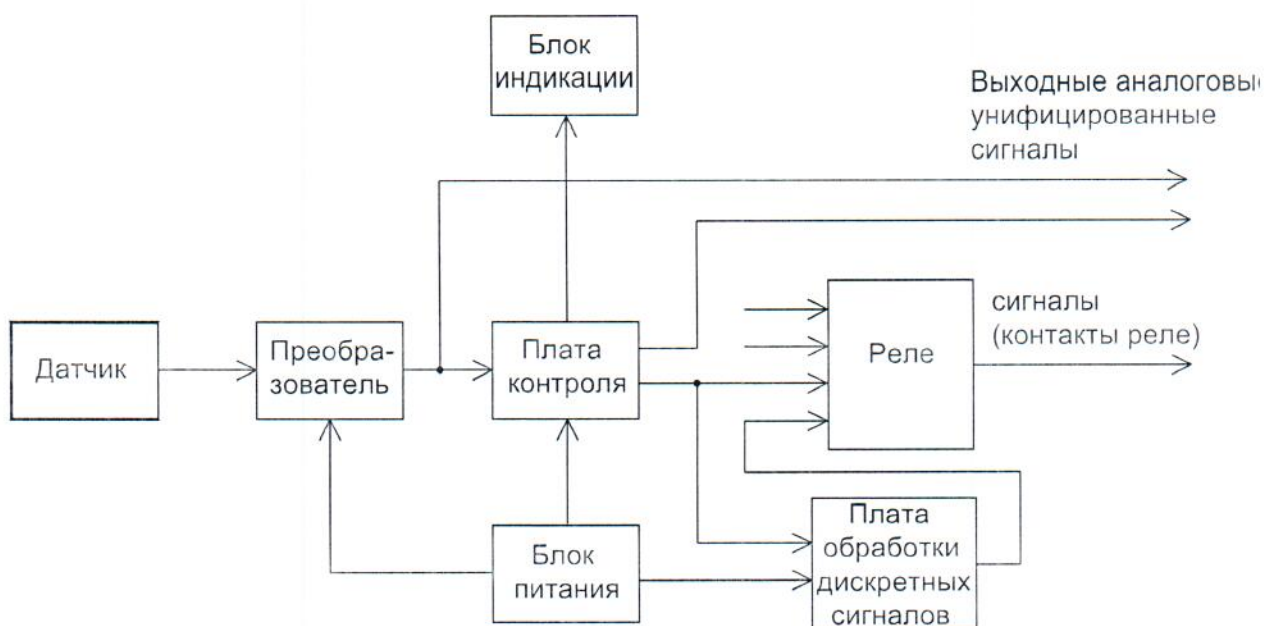 Блок
индикации
Выходные аналоговы
унифицированные
сигналы
Датчик
Преобра-
зователь
Плата
контроля
Реле
сигналы
(контакты реле)
Блок
питания
Плата
обработки
дискретных
сигналов